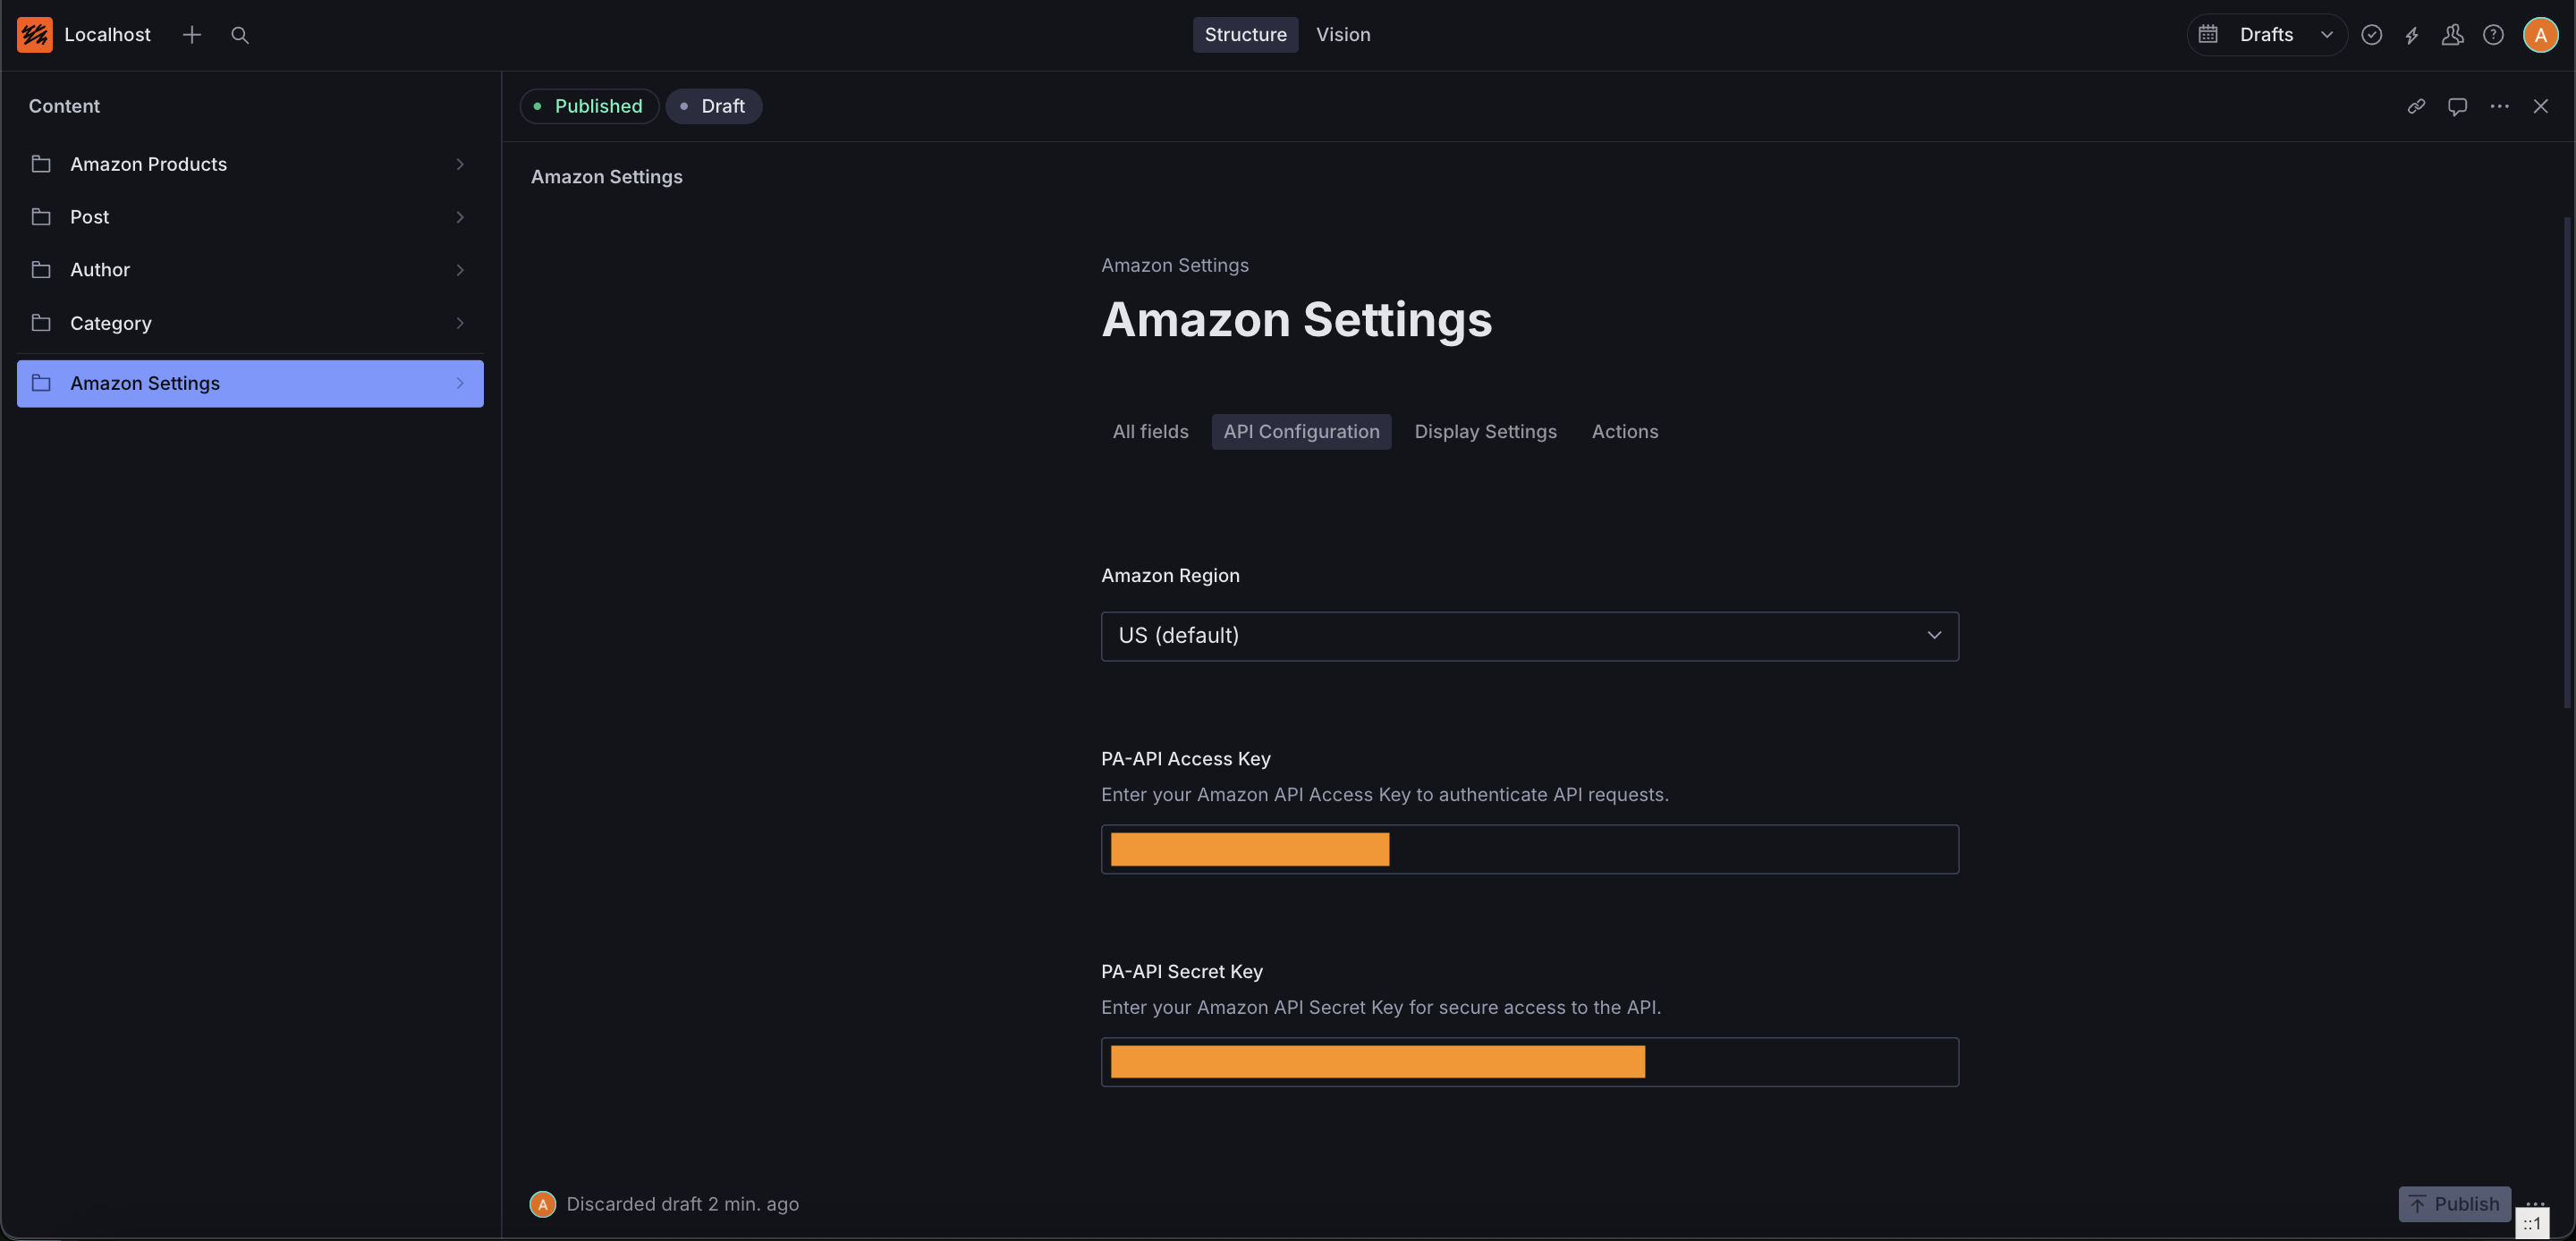 Localhost
Structure
Vision
Drafts
A
Content
Published
Draft
Amazon Products
Post
Author
Category
Amazon Settings
Amazon Settings
Amazon Settings
Amazon Settings
All fields
API Configuration
Display Settings
Actions
Amazon Region
US (default)
PA-API Access Key
Enter your Amazon API Access Key to authenticate API requests.
PA-API Secret Key
Enter your Amazon API Secret Key for secure access to the API.
A
Discarded draft 2 min. ago
Publish
::1